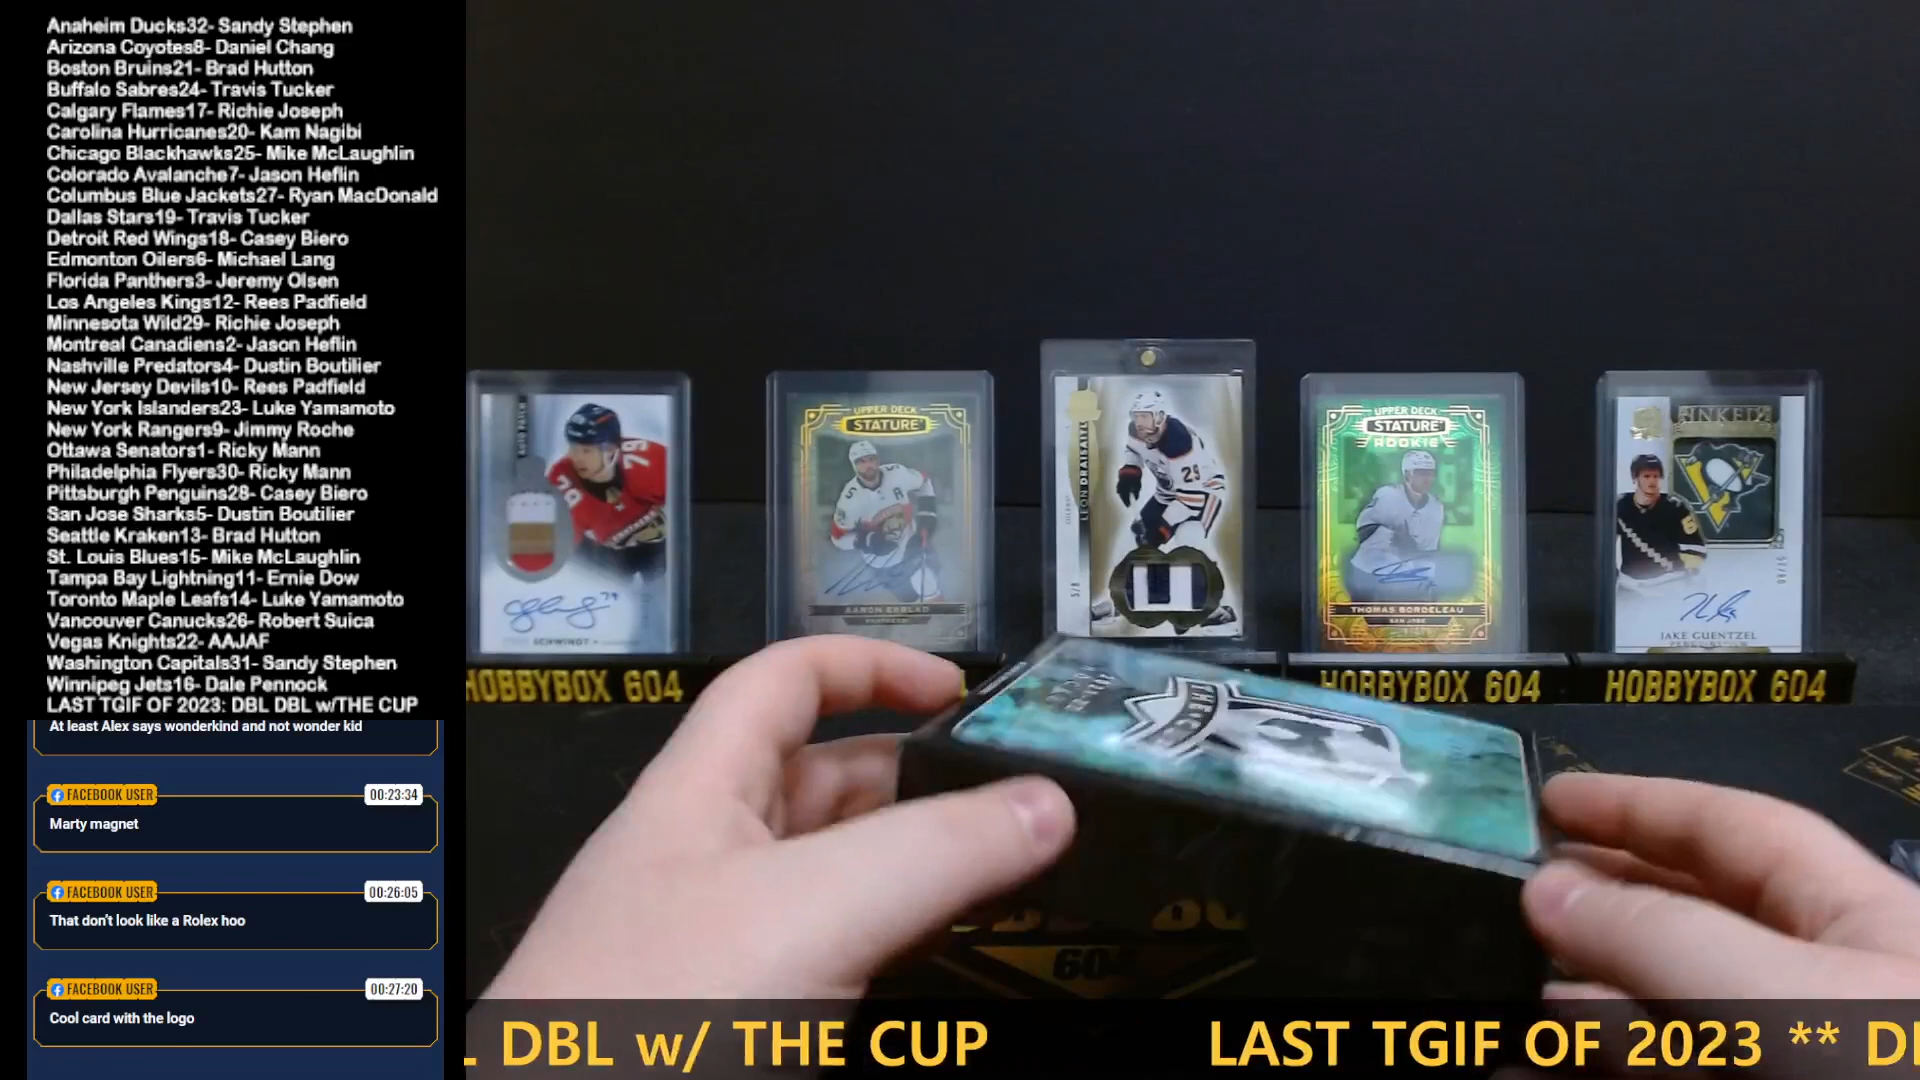 Anaheim Ducks32- Sandy Stephen
Arizona Coyotes8- Daniel Chang
Boston Bruins21- Brad Hutton
Buffalo Sabres24- Travis Tucker
Calgary Flames17- Richie Joseph
Carolina Hurricanes20- Kam Nagibi
Chicago Blackhawks25- Mike McLaughlin
Colorado Avalanche7- Jason Heflin
Columbus Blue Jackets27- Ryan MacDonald
Dallas Stars19- Travis Tucker
Detroit Red Wings18- Casey Biero
Edmonton Oilers6- Michael Lang
Florida Panthers3- Jeremy Olsen
Los Angeles Kings12- Rees Padfield
Minnesota Wild29- Richie Joseph
Montreal Canadiens2- Jason Heflin
Nashville Predators4- Dustin Boutilier
New Jersey Devils10- Rees Padfield
New York Islanders23- Luke Yamamoto
New York Rangers9- Jimmy Roche
Ottawa Senators1- Ricky Mann
Philadelphia Flyers30- Ricky Mann
Pittsburgh Penguins28- Casey Biero
San Jose Sharks5- Dustin Boutilier
Seattle Kraken13- Brad Hutton
St. Louis Blues15- Mike McLaughlin
Tampa Bay Lightning11- Ernie Dow
Toronto Maple Leafs14- Luke Yamamoto
Vancouver Canucks26- Robert Suica
Vegas Knights22- AAJAF
Washington Capitals31- Sandy Stephen
Winnipeg Jets16- Dale Pennock
LAST TGIF OF 2023: DBL DBL w/THE CUP
At least Alex says wonderkind and not wonder kid
FACEBOOK USER 00:23:34
Marty magnet
FACEBOOK USER 00:26:05
That don't look like a Rolex hoo
FACEBOOK USER 00:27:20
Cool card with the logo
79
SCHWINDT
UPPER DECK
STATURE
AARON EKBLAD
PANTHERS
LEON DRAISAITL
29
UPPER DECK
STATURE
ROOKIE
THOMAS BORDELEAU
SAN JOSE
INKED
JAKE GUENTZEL
HOBBYBOX 604
HOBBYBOX 604
HOBBYBOX 604
THE CUP
604
DBL w/ THE CUP
LAST TGIF OF 2023 ** D